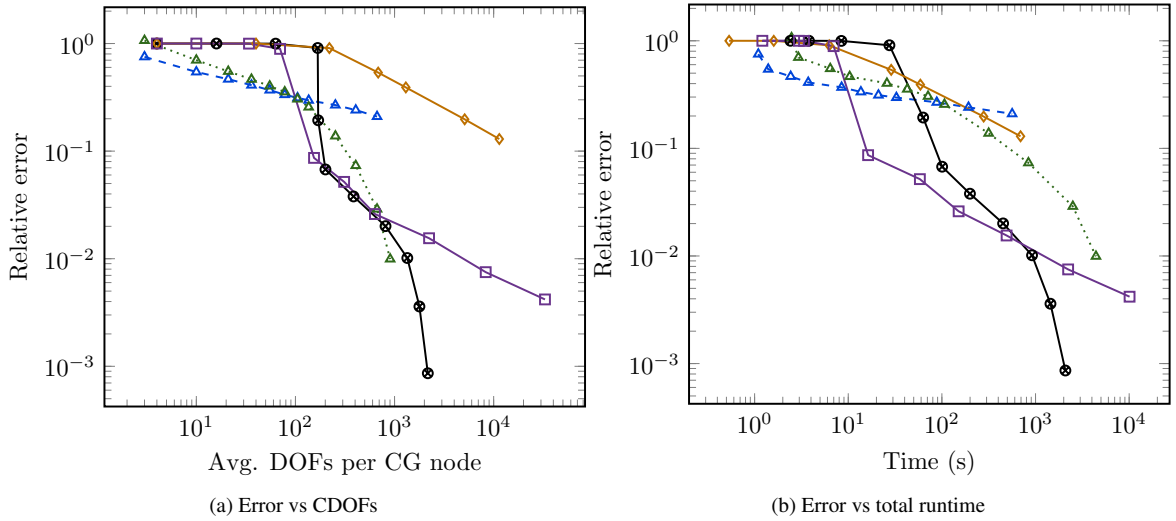 10^0
10^-1
10^-2
10^-3
Relative error
10^1 10^2 10^3 10^4
Avg. DOFs per CG node
(a) Error vs CDOFs
10^0
10^-1
10^-2
10^-3
Relative error
10^0 10^1 10^2 10^3 10^4
Time (s)
(b) Error vs total runtime